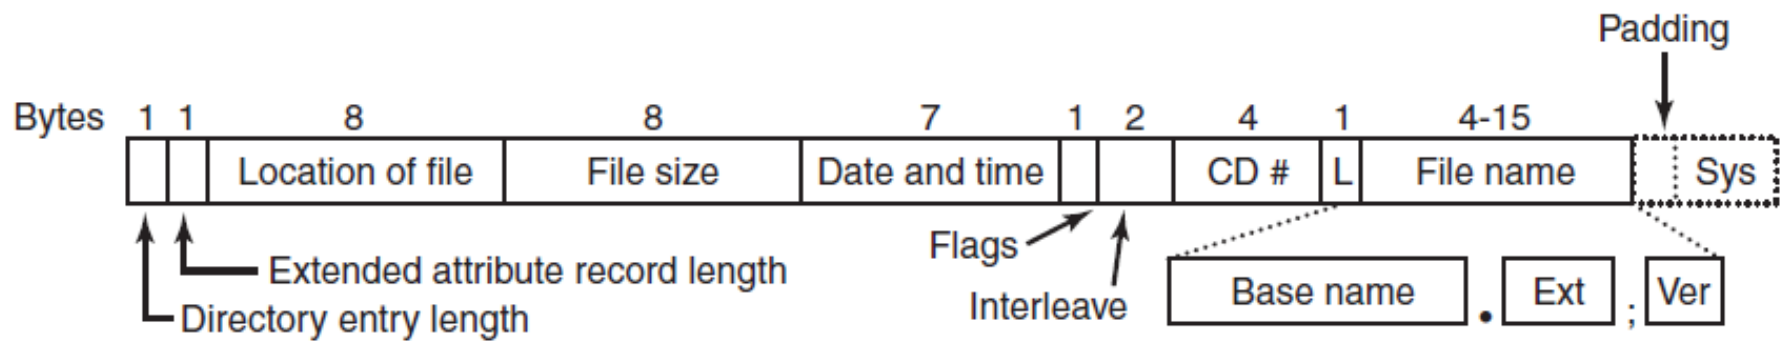 Padding
Bytes 1 1 8 8 7 1 2 4 1 4-15
Location of file File size Date and time CD # L File name Sys
Flags
Extended attribute record length
Base name . Ext ; Ver
Interleave
Directory entry length